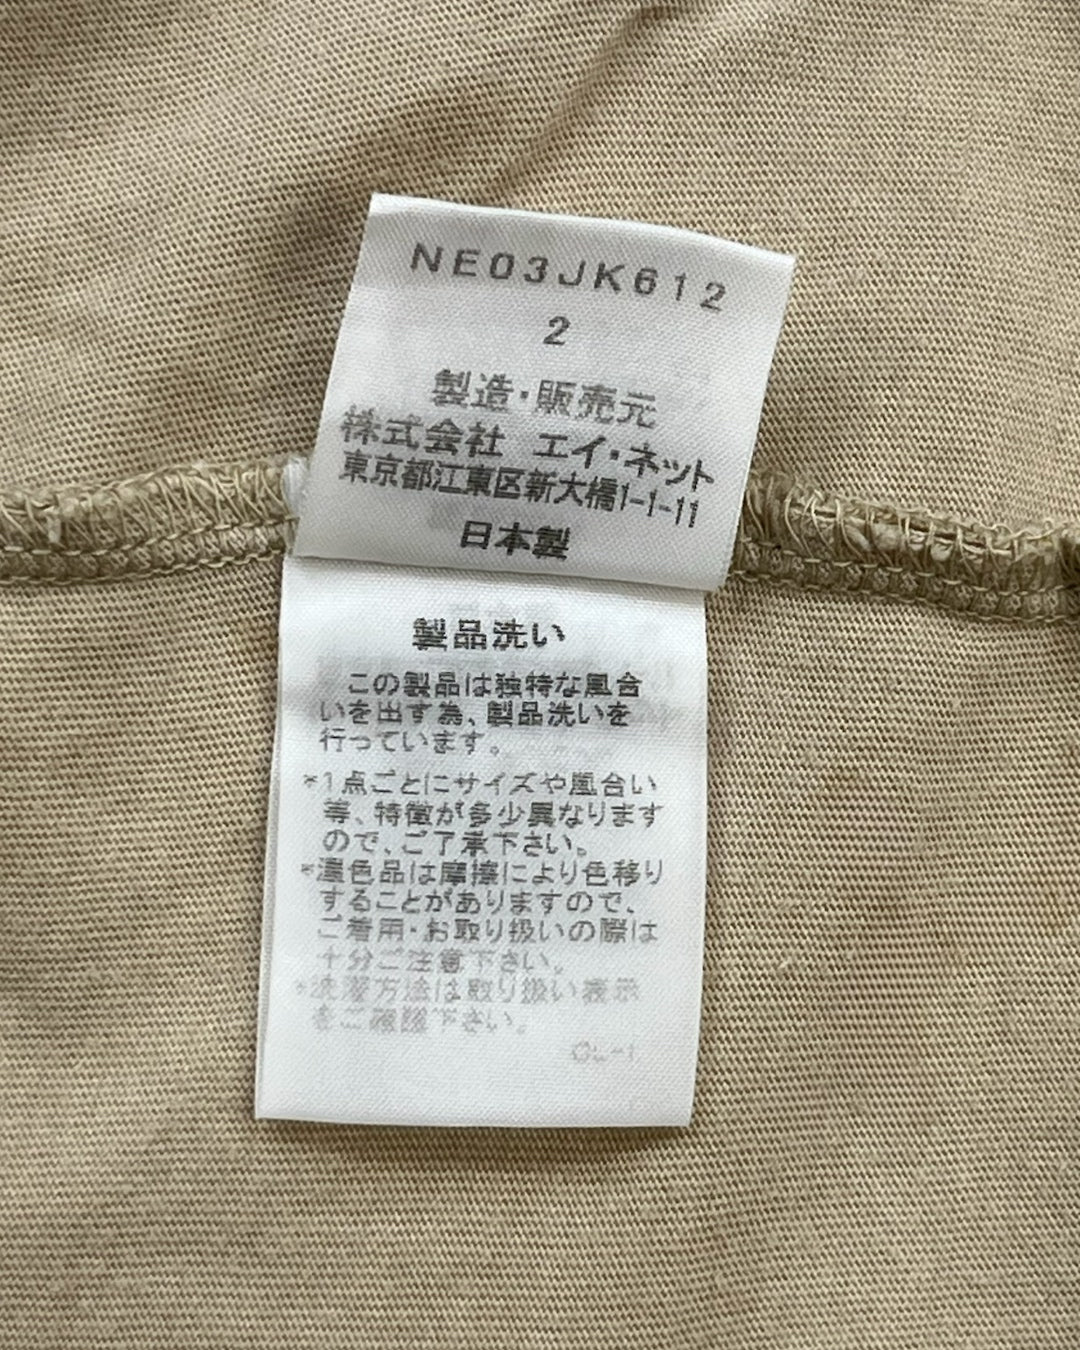 NE03JK612
2
製造・販売元
株式会社 エイ・ネット
東京都江東区新大橋1-1-11
日本製
製品洗い
この製品は独特な風合
いを出す為、製品洗いを
行っています。
*1点ごとにサイズや風合い
等、特徴が多少異なります
ので、ご了承下さい。
*濃色品は摩擦により色移り
することがありますので、
ご着用・お取り扱いの際は
十分ご注意下さい。
*洗濯方法は取り扱い表示
をご確認下さい。